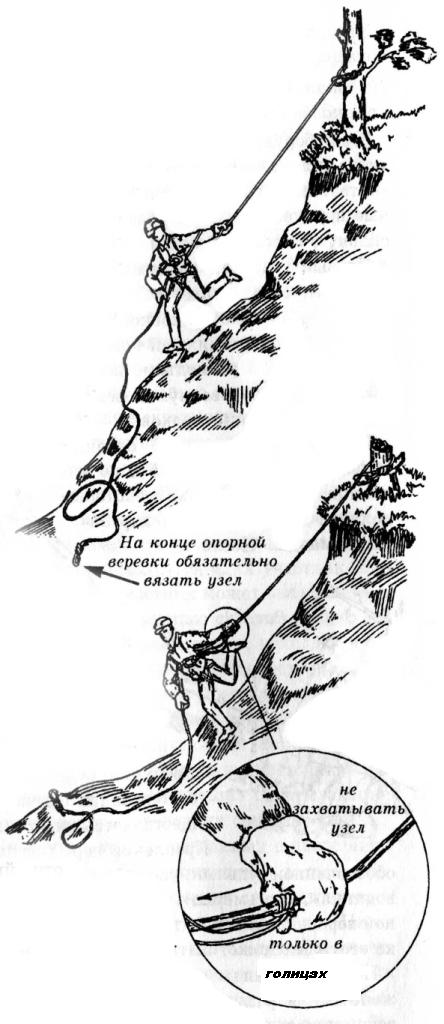 На конце опорной
веревки обязательно
вязать узел
не
захватывать
узел
только в
голицах